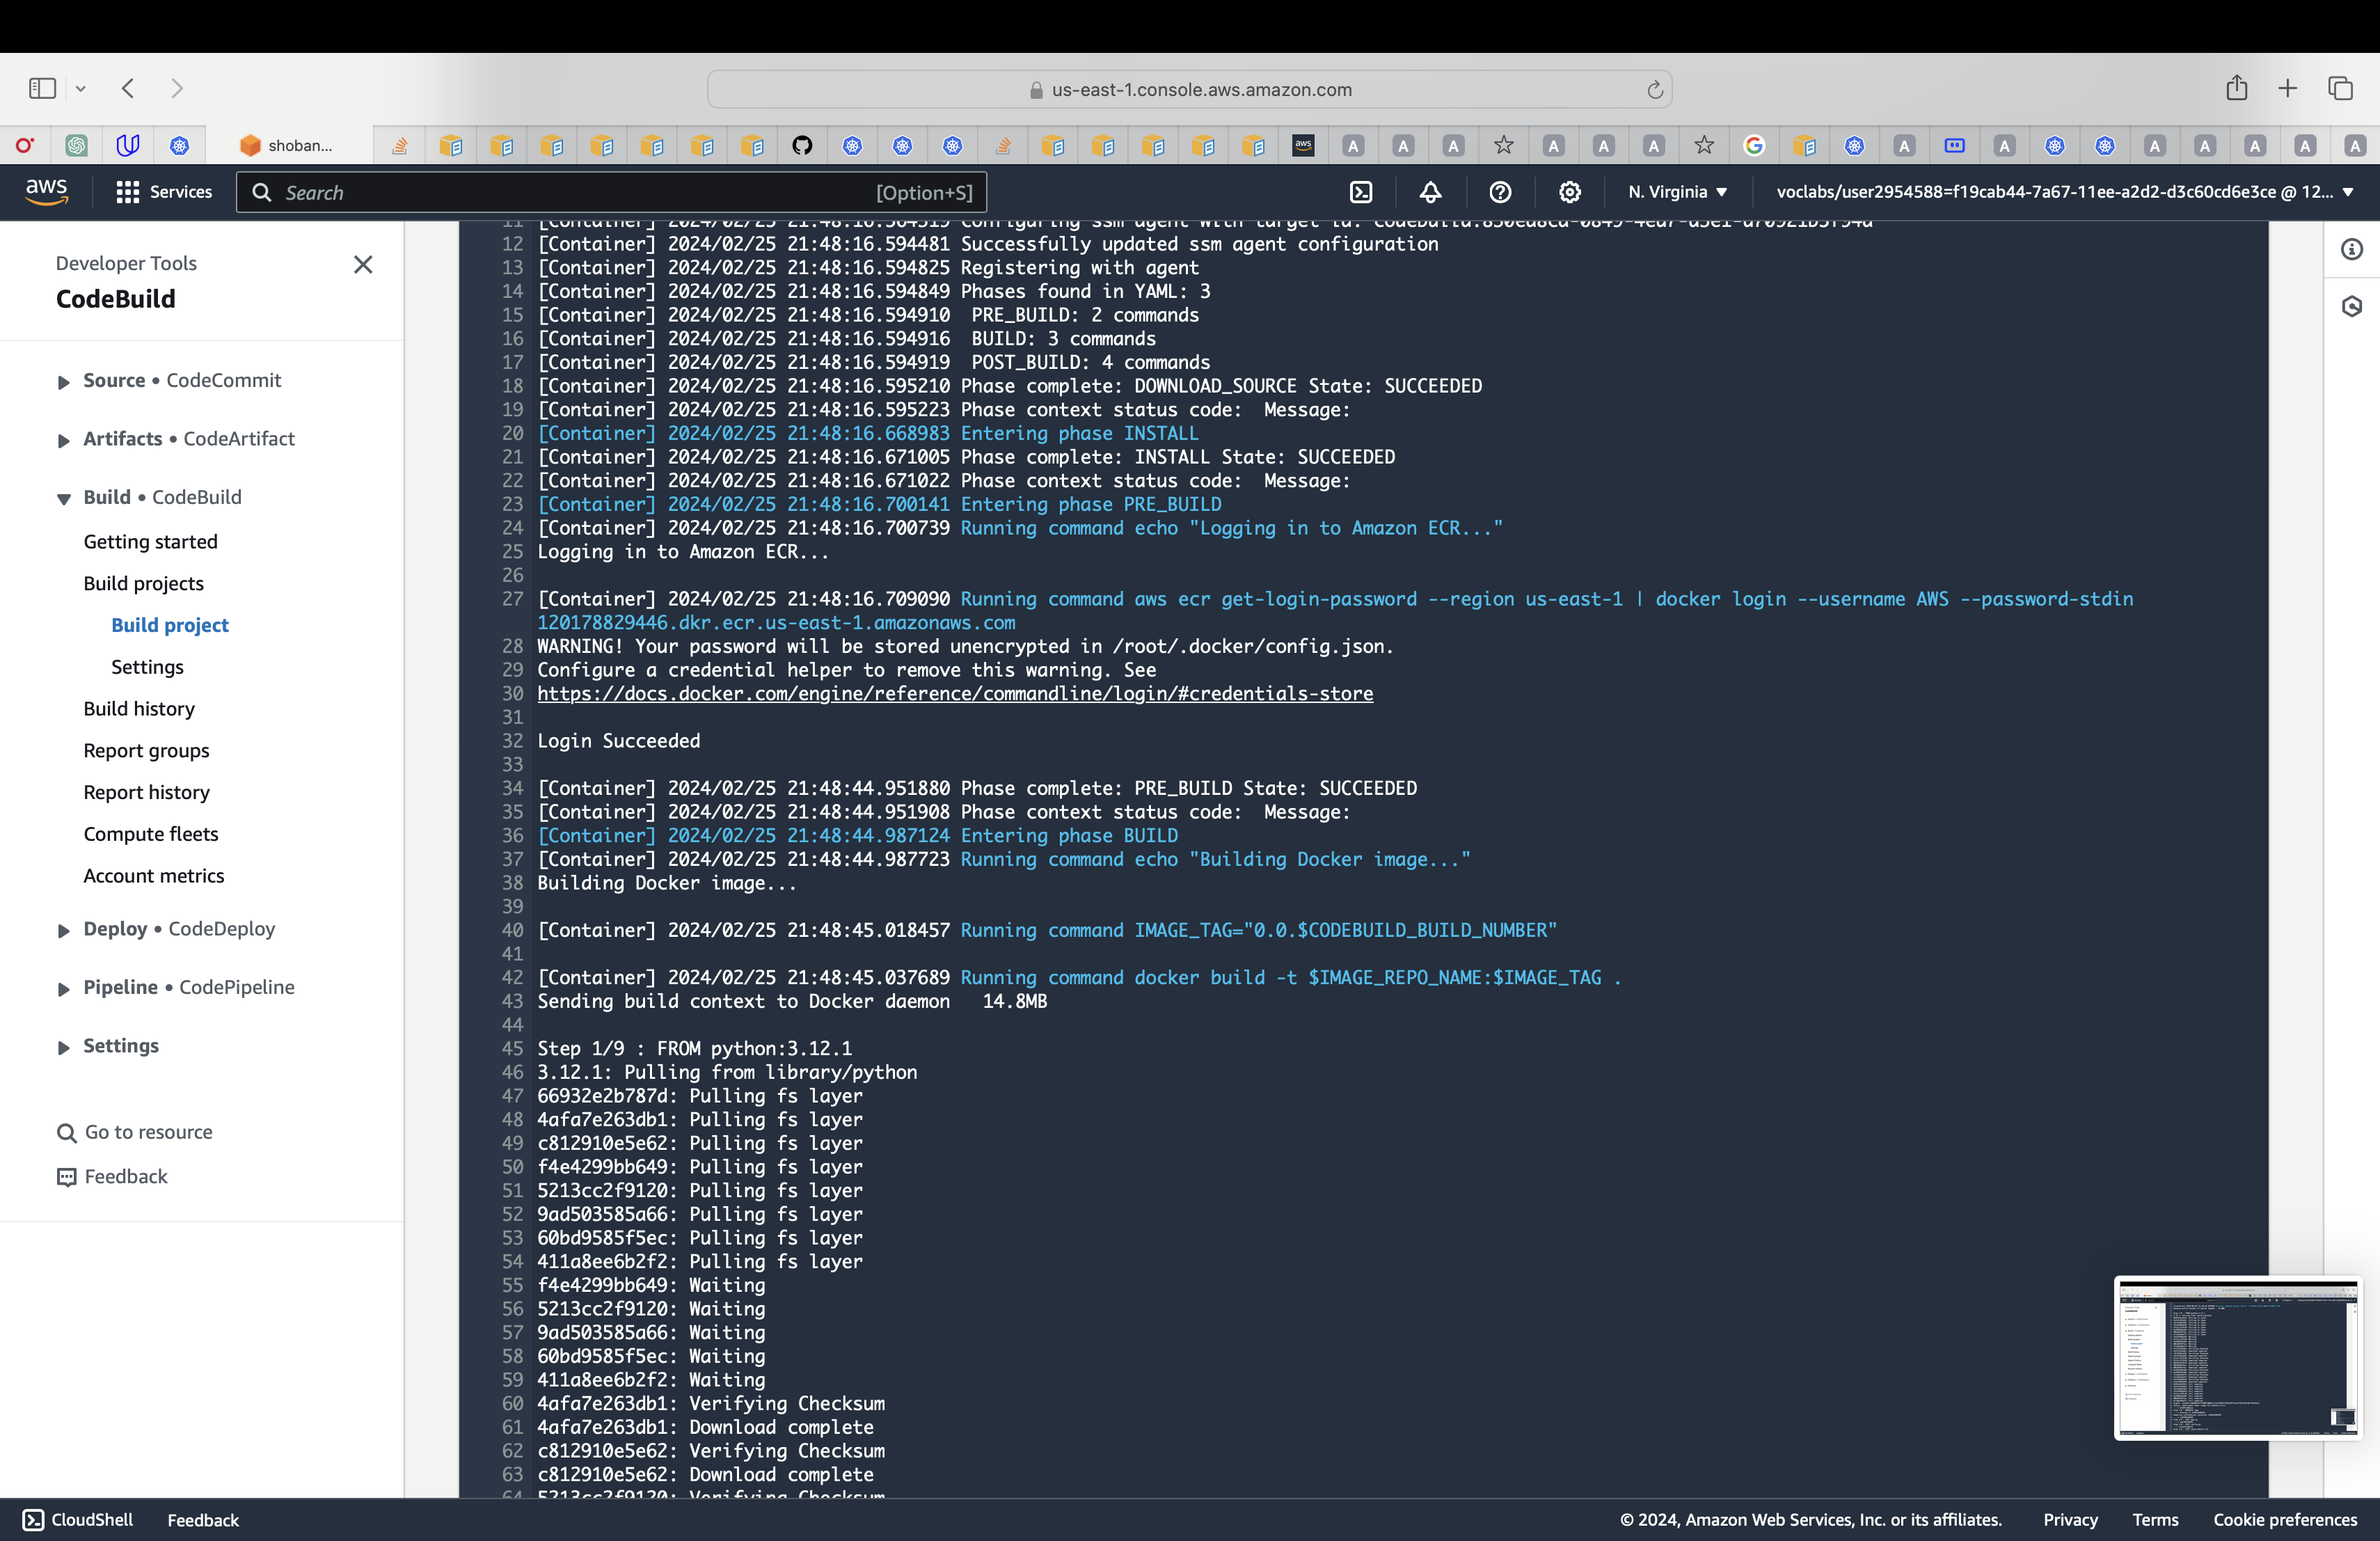 us-east-1.console.aws.amazon.com
shoban...
aws
Services
Search
[Option+S]
N. Virginia
voclabs/user2954588=f19cab44-7a67-11ee-a2d2-d3c60cd6e3ce @ 12...
Developer Tools
CodeBuild
Source • CodeCommit
Artifacts • CodeArtifact
Build • CodeBuild
Getting started
Build projects
Build project
Settings
Build history
Report groups
Report history
Compute fleets
Account metrics
Deploy • CodeDeploy
Pipeline • CodePipeline
Settings
Go to resource
Feedback
12 [Container] 2024/02/25 21:48:16.594481 Successfully updated ssm agent configuration
13 [Container] 2024/02/25 21:48:16.594825 Registering with agent
14 [Container] 2024/02/25 21:48:16.594849 Phases found in YAML: 3
15 [Container] 2024/02/25 21:48:16.594910  PRE_BUILD: 2 commands
16 [Container] 2024/02/25 21:48:16.594916  BUILD: 3 commands
17 [Container] 2024/02/25 21:48:16.594919  POST_BUILD: 4 commands
18 [Container] 2024/02/25 21:48:16.595210 Phase complete: DOWNLOAD_SOURCE State: SUCCEEDED
19 [Container] 2024/02/25 21:48:16.595223 Phase context status code:  Message:
20 [Container] 2024/02/25 21:48:16.668983 Entering phase INSTALL
21 [Container] 2024/02/25 21:48:16.671005 Phase complete: INSTALL State: SUCCEEDED
22 [Container] 2024/02/25 21:48:16.671022 Phase context status code:  Message:
23 [Container] 2024/02/25 21:48:16.700141 Entering phase PRE_BUILD
24 [Container] 2024/02/25 21:48:16.700739 Running command echo "Logging in to Amazon ECR..."
25 Logging in to Amazon ECR...
26
27 [Container] 2024/02/25 21:48:16.709090 Running command aws ecr get-login-password --region us-east-1 | docker login --username AWS --password-stdin
120178829446.dkr.ecr.us-east-1.amazonaws.com
28 WARNING! Your password will be stored unencrypted in /root/.docker/config.json.
29 Configure a credential helper to remove this warning. See
30 https://docs.docker.com/engine/reference/commandline/login/#credentials-store
31
32 Login Succeeded
33
34 [Container] 2024/02/25 21:48:44.951880 Phase complete: PRE_BUILD State: SUCCEEDED
35 [Container] 2024/02/25 21:48:44.951908 Phase context status code:  Message:
36 [Container] 2024/02/25 21:48:44.987124 Entering phase BUILD
37 [Container] 2024/02/25 21:48:44.987723 Running command echo "Building Docker image..."
38 Building Docker image...
39
40 [Container] 2024/02/25 21:48:45.018457 Running command IMAGE_TAG="0.0.$CODEBUILD_BUILD_NUMBER"
41
42 [Container] 2024/02/25 21:48:45.037689 Running command docker build -t $IMAGE_REPO_NAME:$IMAGE_TAG .
43 Sending build context to Docker daemon   14.8MB
44
45 Step 1/9 : FROM python:3.12.1
46 3.12.1: Pulling from library/python
47 66932e2b787d: Pulling fs layer
48 4afa7e263db1: Pulling fs layer
49 c812910e5e62: Pulling fs layer
50 f4e4299bb649: Pulling fs layer
51 5213cc2f9120: Pulling fs layer
52 9ad503585a66: Pulling fs layer
53 60bd9585f5ec: Pulling fs layer
54 411a8ee6b2f2: Pulling fs layer
55 f4e4299bb649: Waiting
56 5213cc2f9120: Waiting
57 9ad503585a66: Waiting
58 60bd9585f5ec: Waiting
59 411a8ee6b2f2: Waiting
60 4afa7e263db1: Verifying Checksum
61 4afa7e263db1: Download complete
62 c812910e5e62: Verifying Checksum
63 c812910e5e62: Download complete
64 5213cc2f9120: Verifying Checksum
CloudShell
Feedback
© 2024, Amazon Web Services, Inc. or its affiliates.
Privacy
Terms
Cookie preferences